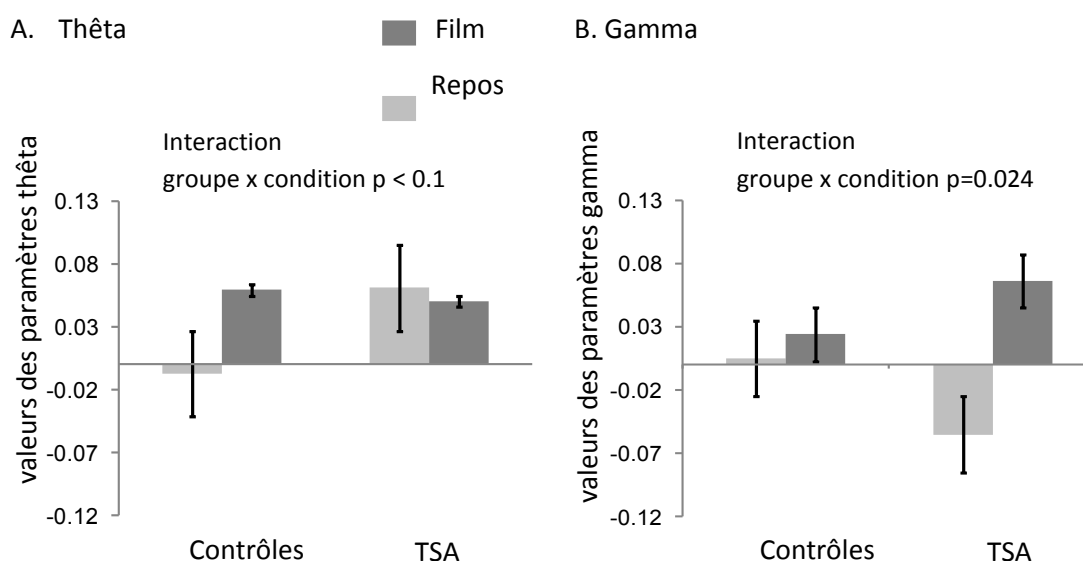 A. Thêta
Film
Repos
Interaction
groupe x condition p < 0.1
valeurs des paramètres thêta
0.13
0.08
0.03
-0.02
-0.07
-0.12
Contrôles
TSA
B. Gamma
Interaction
groupe x condition p=0.024
valeurs des paramètres gamma
0.13
0.08
0.03
-0.02
-0.07
-0.12
Contrôles
TSA